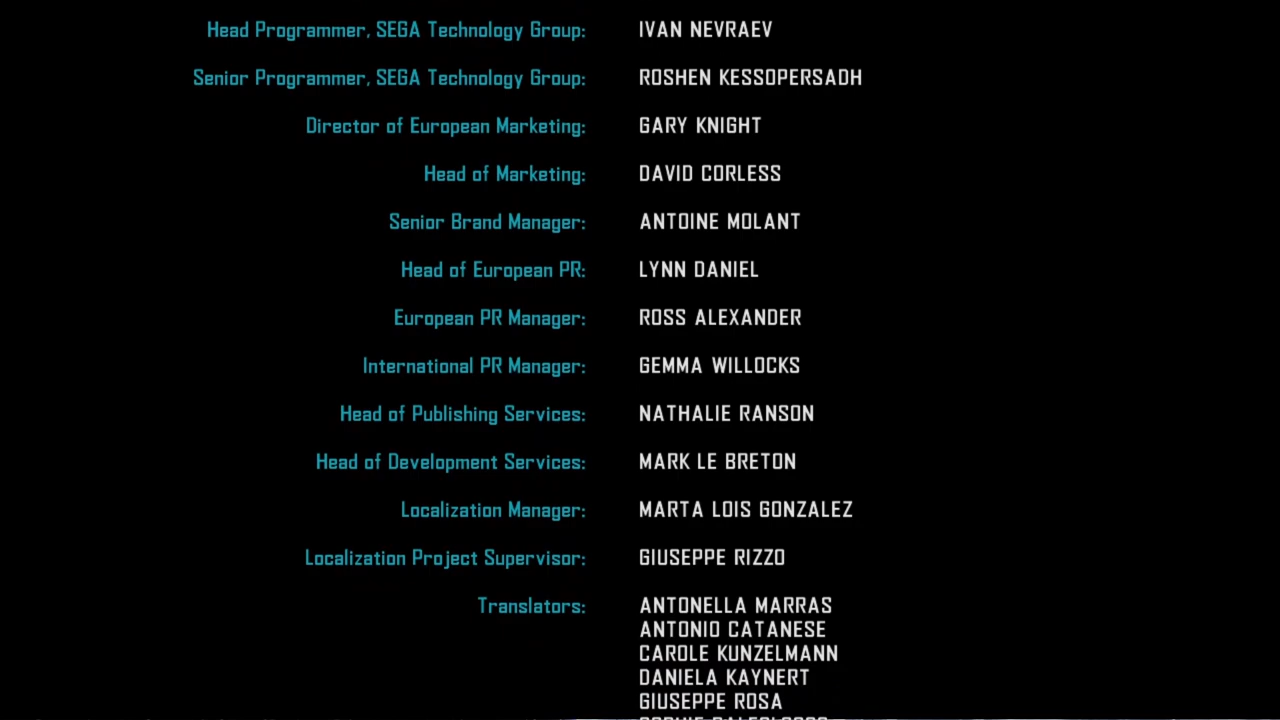 Head Programmer, SEGA Technology Group: IVAN NEVRAEV
Senior Programmer, SEGA Technology Group: ROSHEN KESSOPERSADH
Director of European Marketing: GARY KNIGHT
Head of Marketing: DAVID CORLESS
Senior Brand Manager: ANTOINE MOLANT
Head of European PR: LYNN DANIEL
European PR Manager: ROSS ALEXANDER
International PR Manager: GEMMA WILLOCKS
Head of Publishing Services: NATHALIE RANSON
Head of Development Services: MARK LE BRETON
Localization Manager: MARTA LOIS GONZALEZ
Localization Project Supervisor: GIUSEPPE RIZZO
Translators: ANTONELLA MARRAS
ANTONIO CATANESE
CAROLE KUNZELMANN
DANIELA KAYNERT
GIUSEPPE ROSA